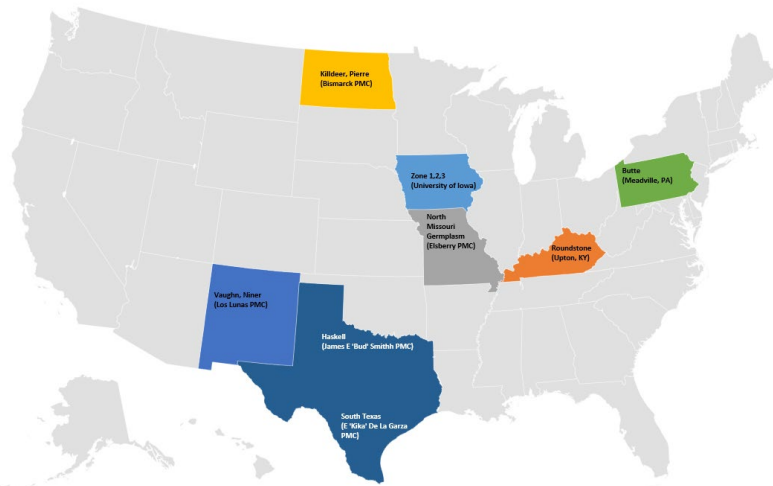 Killdeer, Pierre
(Bismarck PMC)
Zone 1,2,3
(University of Iowa)
Butte
(Meadville, PA)
North
Missouri
Germplasm
(Elsberry PMC)
Roundstone
(Upton, KY)
Vaughn, Niner
(Los Lunas PMC)
Haskell
(James E 'Bud' Smithh PMC)
South Texas
(E 'Kika' De La Garza
PMC)